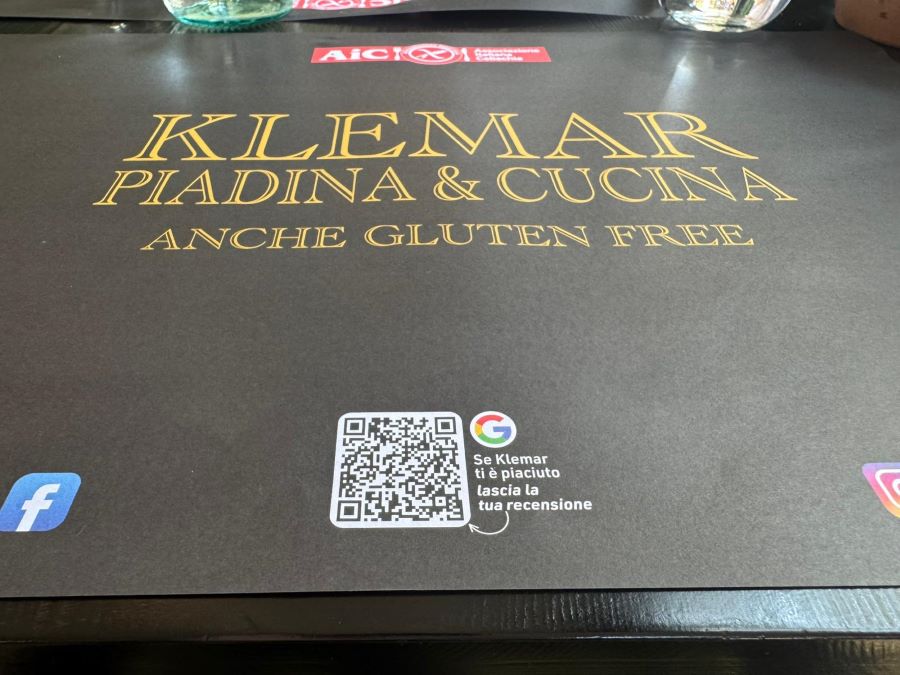 AiC
Associazione
Italiana
Celiachia
KLEMAR
PIADINA & CUCINA
ANCHE GLUTEN FREE
Se Klemar
ti è piaciuto
lascia la
tua recensione